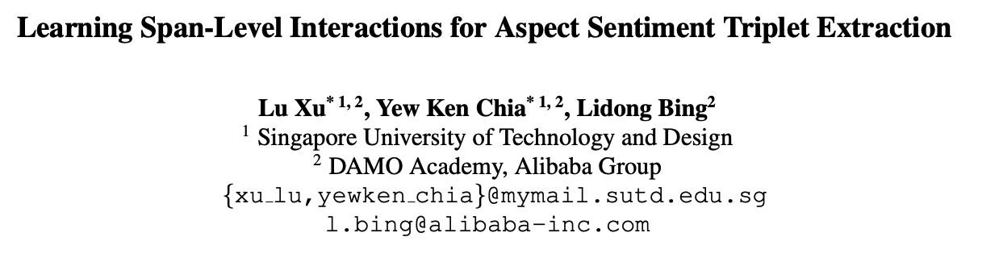 Learning Span-Level Interactions for Aspect Sentiment Triplet Extraction
Lu Xu* 1, 2, Yew Ken Chia* 1, 2, Lidong Bing2
1 Singapore University of Technology and Design
2 DAMO Academy, Alibaba Group
{xu_lu,yewken_chia}@mymail.sutd.edu.sg
l.bing@alibaba-inc.com